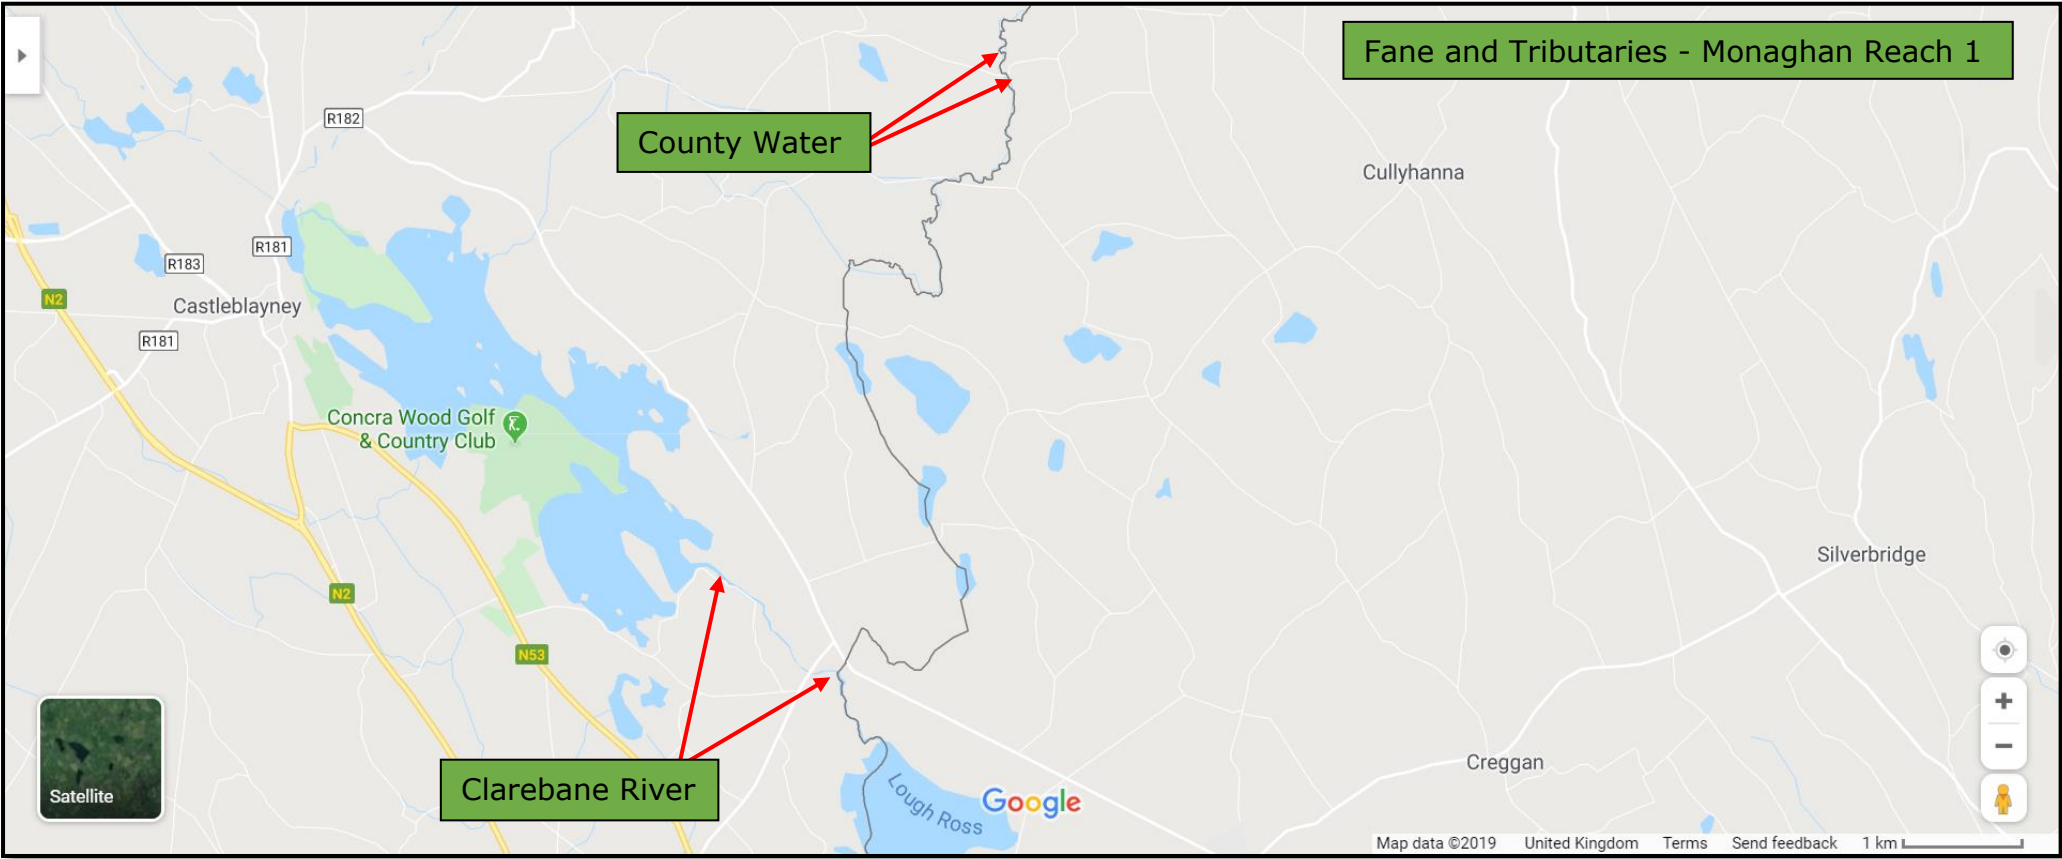 Fane and Tributaries - Monaghan Reach 1
R182
County Water
Cullyhanna
R181
R183
N2
Castleblayney
R181
Concra Wood Golf
& Country Club
Silverbridge
N2
N53
Creggan
Satellite
Clarebane River
Lough Ross
Google
Map data ©2019 United Kingdom Terms Send feedback 1 km